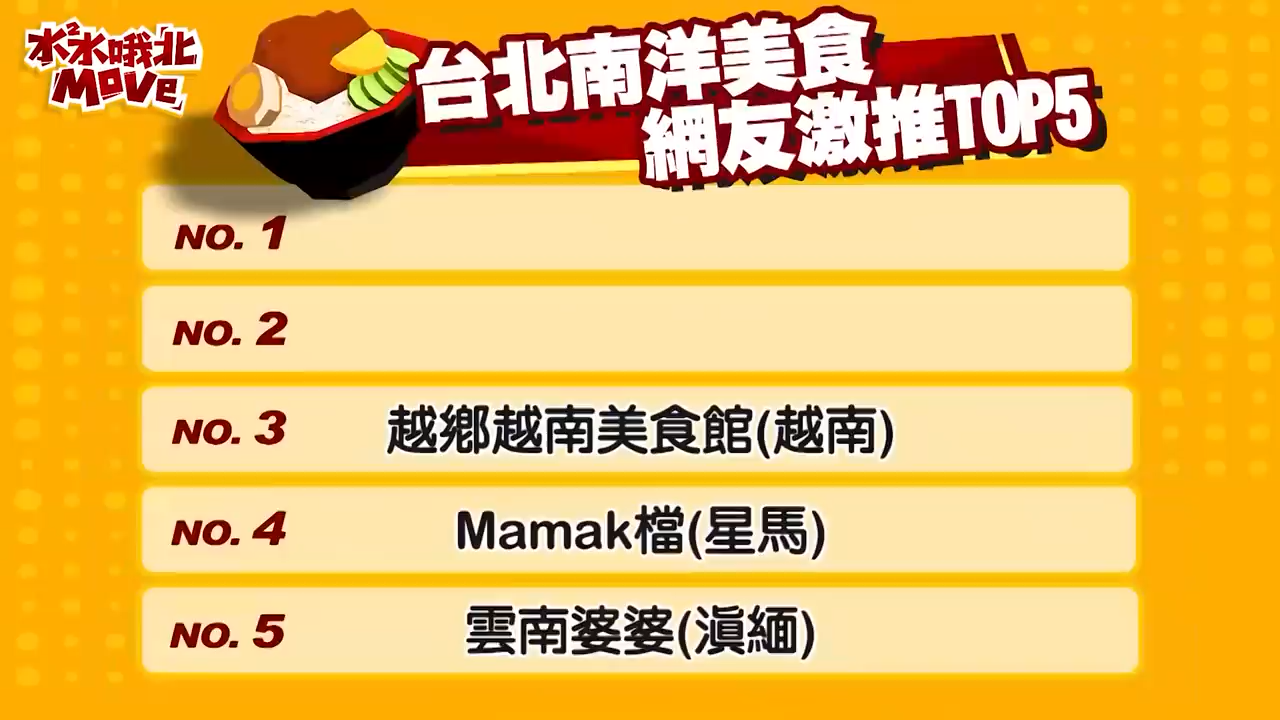 水水哦北
2
MOVE
台北南洋美食
網友激推TOP5
NO. 1
NO. 2
NO. 3 越鄉越南美食館(越南)
NO. 4 Mamak檔(星馬)
NO. 5 雲南婆婆(滇緬)